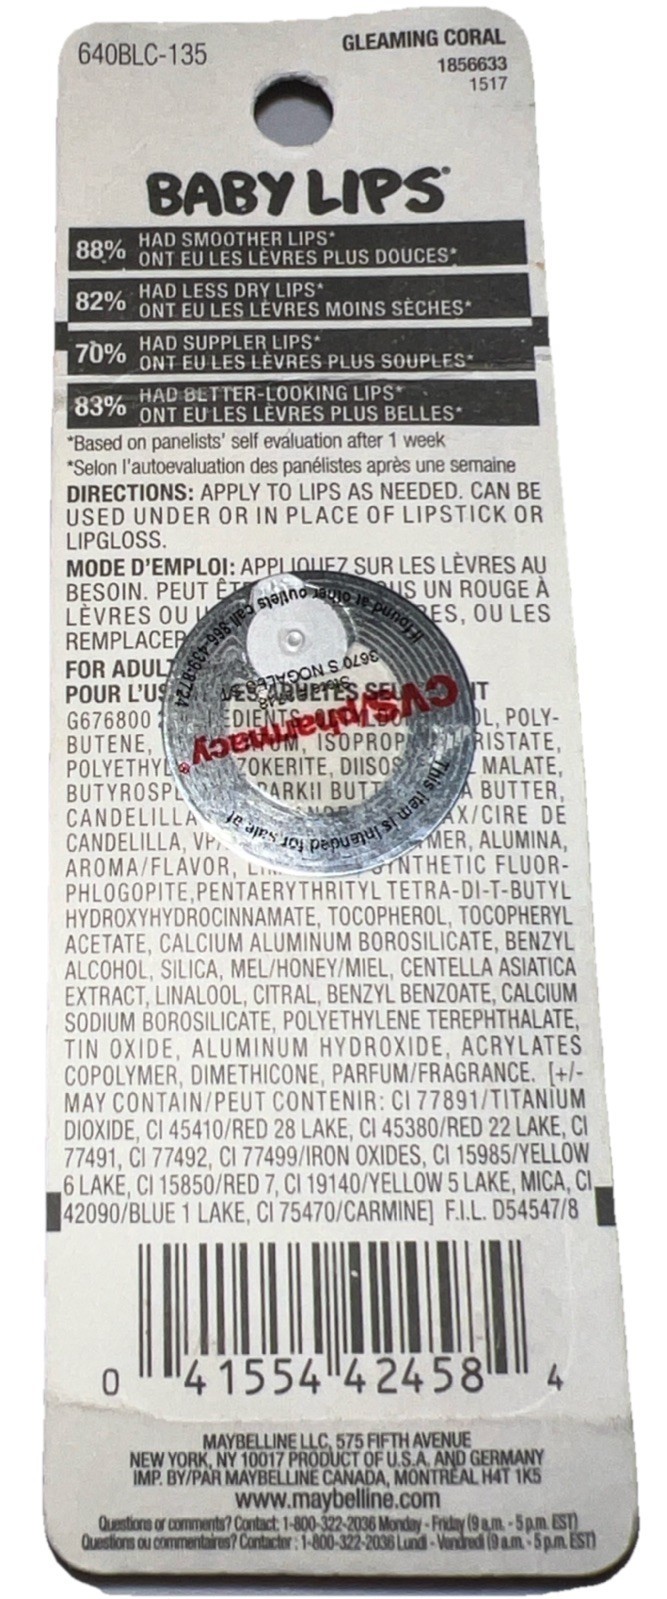 640BLC-135
GLEAMING CORAL
1856633
1517
BABY LIPS®
88% HAD SMOOTHER LIPS*
ONT EU LES LÈVRES PLUS DOUCES*
82% HAD LESS DRY LIPS*
ONT EU LES LÈVRES MOINS SÈCHES*
70% HAD SUPPLER LIPS*
ONT EU LES LÈVRES PLUS SOUPLES*
83% HAD BETTER-LOOKING LIPS*
ONT EU LES LÈVRES PLUS BELLES*
*Based on panelists' self evaluation after 1 week
*Selon l'autoevaluation des panélistes après une semaine
DIRECTIONS: APPLY TO LIPS AS NEEDED. CAN BE
USED UNDER OR IN PLACE OF LIPSTICK OR
LIPGLOSS.
MODE D'EMPLOI: APPLIQUEZ SUR LES LÈVRES AU
BESOIN. PEUT UN ROUGE À
LÈVRES OU OU LES
REMPLACER
FOR
POUR
G676800 POLY-
BUTENE,
MALATE,
BUTTER,
CANDELILLA CIRE DE
CANDELILLA, ALUMINA,
AROMA/FLAVOR, FLUOR-
PHLOGOPITE, PENTAERYTHRITYL TETRA-DI-T-BUTYL
HYDROXYHYDROCINNAMATE, TOCOPHEROL, TOCOPHERYL
ACETATE, CALCIUM ALUMINUM BOROSILICATE, BENZYL
ALCOHOL, SILICA, MEL/HONEY/MIEL, CENTELLA ASIATICA
EXTRACT, LINALOOL, CITRAL, BENZYL BENZOATE, CALCIUM
SODIUM BOROSILICATE, POLYETHYLENE TEREPHTHALATE,
TIN OXIDE, ALUMINUM HYDROXIDE, ACRYLATES
COPOLYMER, DIMETHICONE, PARFUM/FRAGRANCE. [+/-
MAY CONTAIN/PEUT CONTENIR: CI 77891/TITANIUM
DIOXIDE, CI 45410/RED 28 LAKE, CI 45380/RED 22 LAKE, CI
77491, CI 77492, CI 77499/IRON OXIDES, CI 15985/YELLOW
6 LAKE, CI 15850/RED 7, CI 19140/YELLOW 5 LAKE, MICA, CI
42090/BLUE 1 LAKE, CI 75470/CARMINE] F.I.L. D54547/8
CVS/pharmacy®
This item is intended for sale at
3670 S NOGALES ST
If found at other outlets call 866-439-8724
0 41554 42458 4
MAYBELLINE LLC, 575 FIFTH AVENUE
NEW YORK, NY 10017 PRODUCT OF U.S.A. AND GERMANY
IMP. BY/PAR MAYBELLINE CANADA, MONTRÉAL H4T 1K5
www.maybelline.com
Questions or comments? Contact: 1-800-322-2036 Monday - Friday (9 a.m. - 5 p.m. EST)
Questions ou commentaires? Contacter : 1-800-322-2036 Lundi - Vendredi (9 a.m. - 5 p.m. EST)